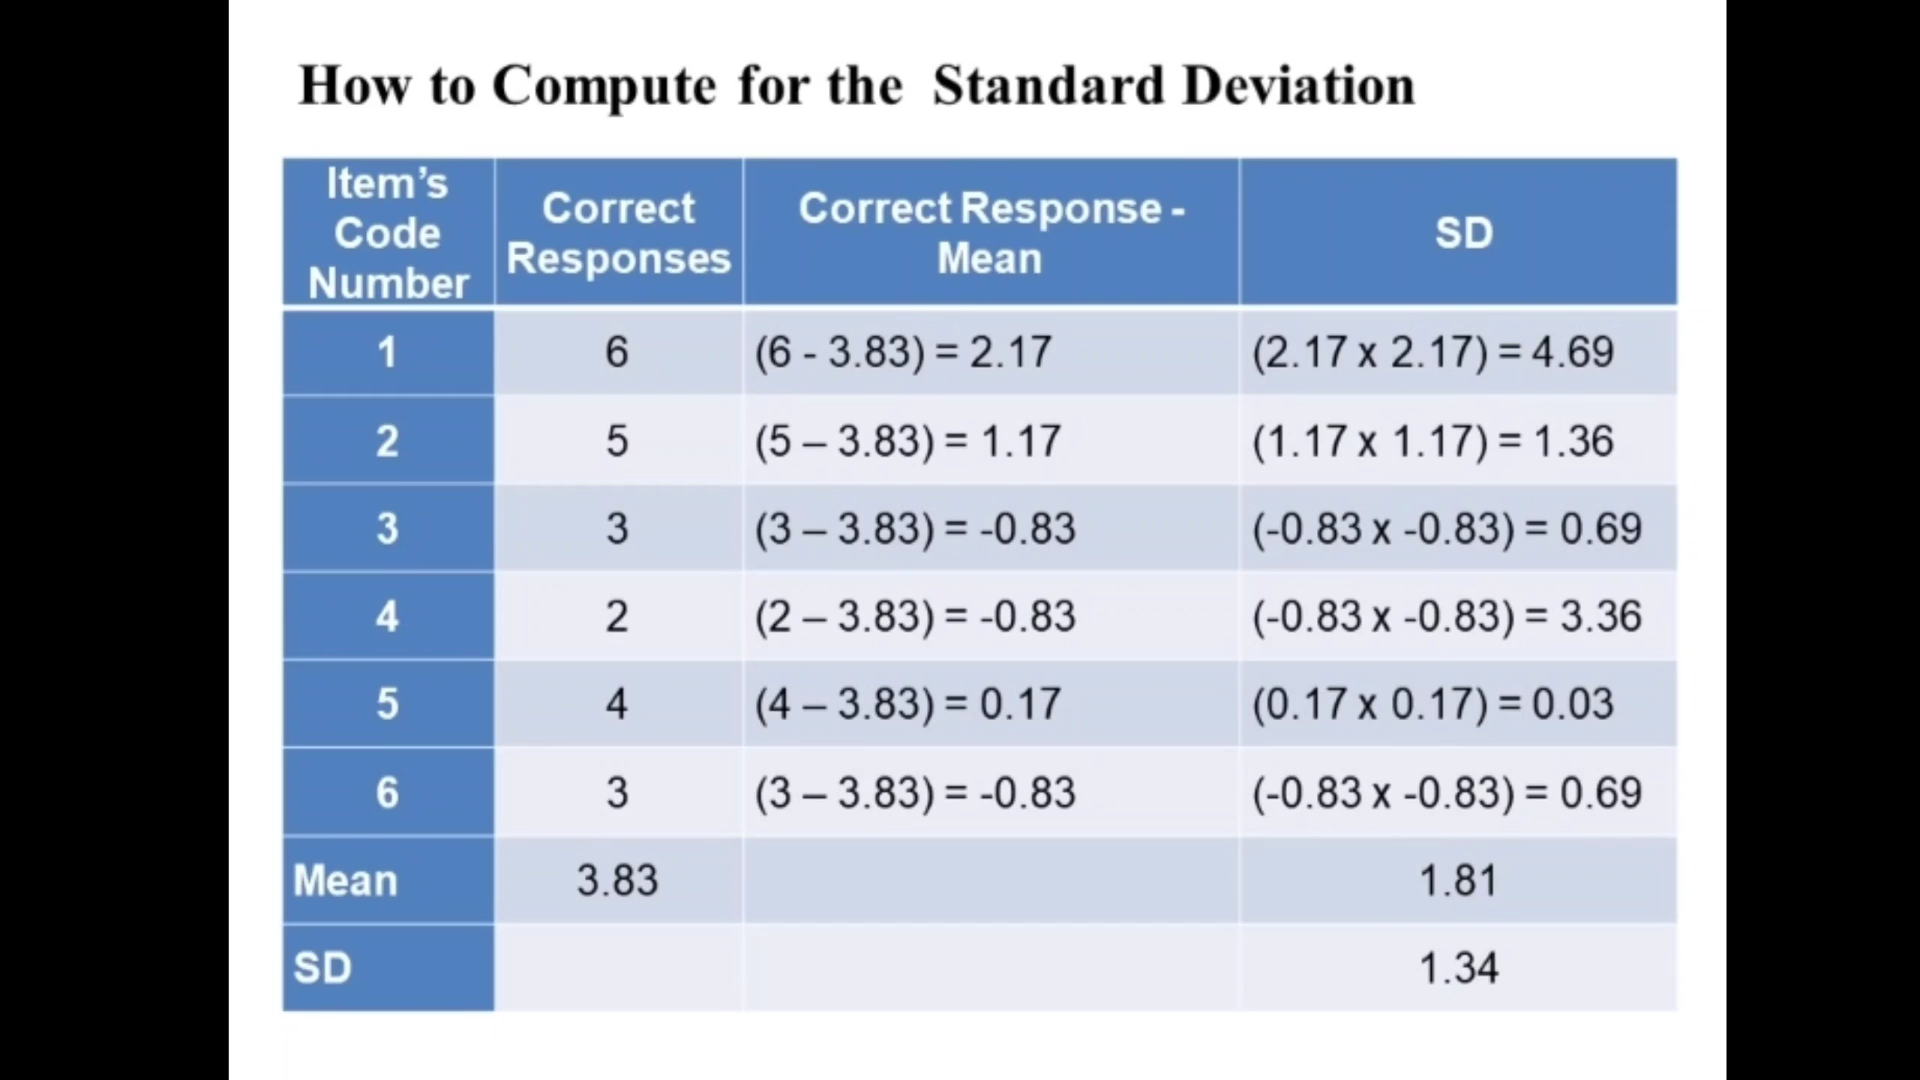 How to Compute for the Standard Deviation
Item’s Code Number Correct Responses Correct Response - Mean SD
1 6 (6 - 3.83) = 2.17 (2.17 x 2.17) = 4.69
2 5 (5 – 3.83) = 1.17 (1.17 x 1.17) = 1.36
3 3 (3 – 3.83) = -0.83 (-0.83 x -0.83) = 0.69
4 2 (2 – 3.83) = -0.83 (-0.83 x -0.83) = 3.36
5 4 (4 – 3.83) = 0.17 (0.17 x 0.17) = 0.03
6 3 (3 – 3.83) = -0.83 (-0.83 x -0.83) = 0.69
Mean 3.83 1.81
SD 1.34